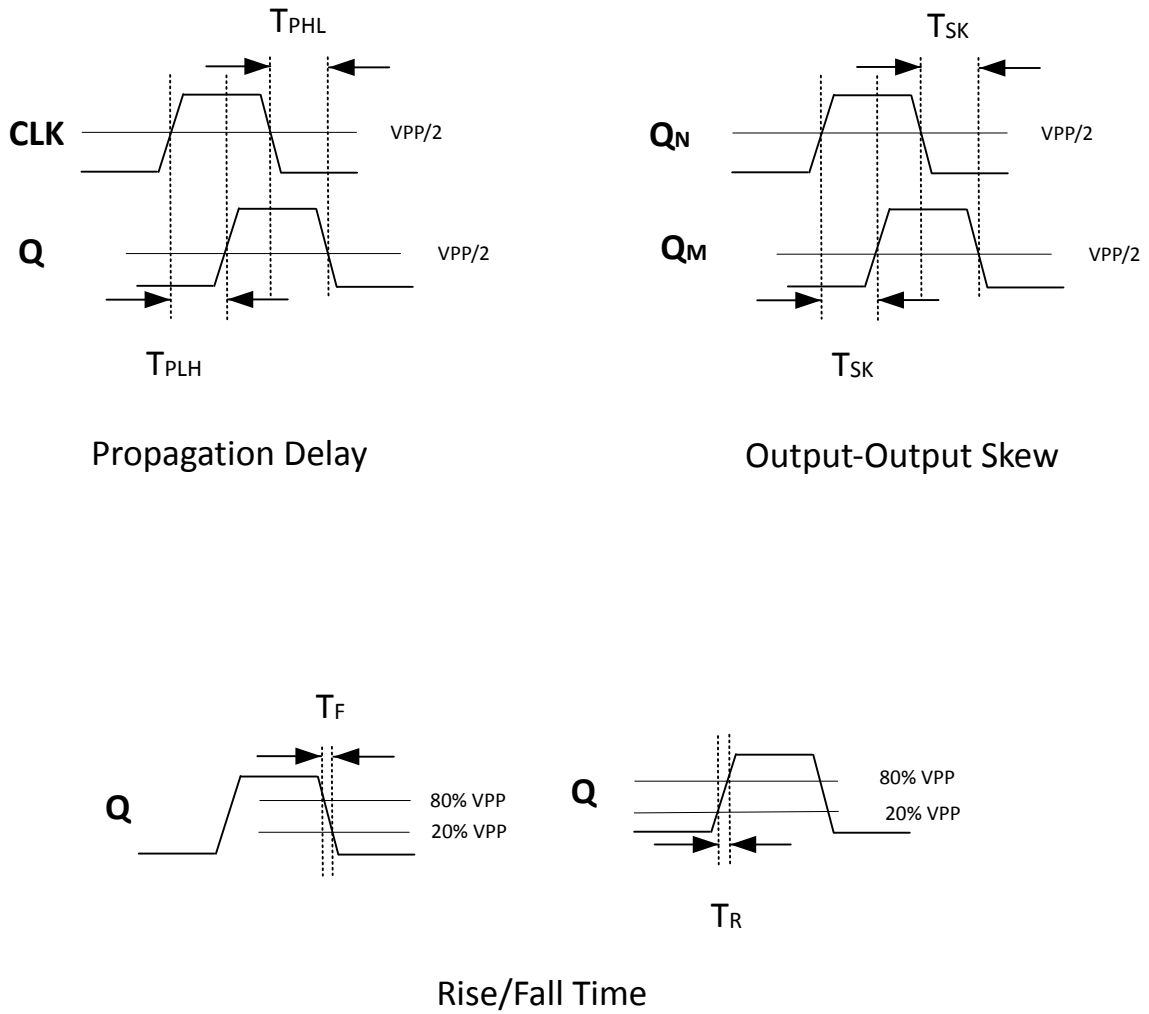 TPHL
CLK
VPP/2
Q
VPP/2
TPLH
Propagation Delay
TSK
QN
VPP/2
QM
VPP/2
TSK
Output-Output Skew
TF
Q
80% VPP
20% VPP
Q
80% VPP
20% VPP
TR
Rise/Fall Time